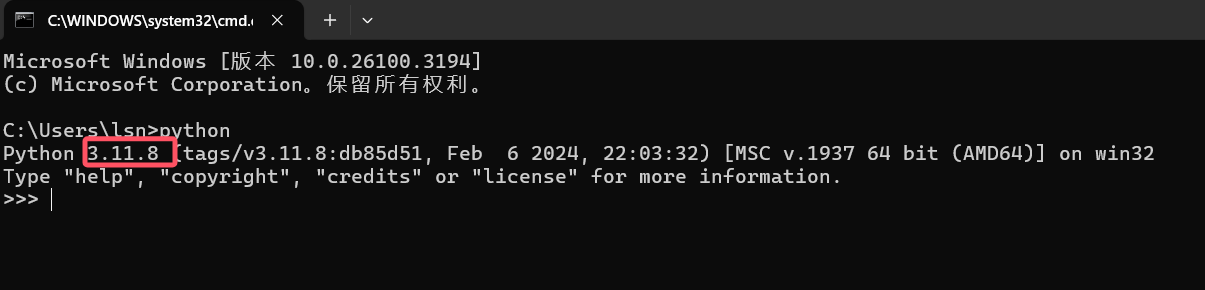 C:\WINDOWS\system32\cmd.
Microsoft Windows [版本 10.0.26100.3194]
(c) Microsoft Corporation。保留所有权利。
C:\Users\lsn>python
Python 3.11.8 (tags/v3.11.8:db85d51, Feb  6 2024, 22:03:32) [MSC v.1937 64 bit (AMD64)] on win32
Type "help", "copyright", "credits" or "license" for more information.
>>>